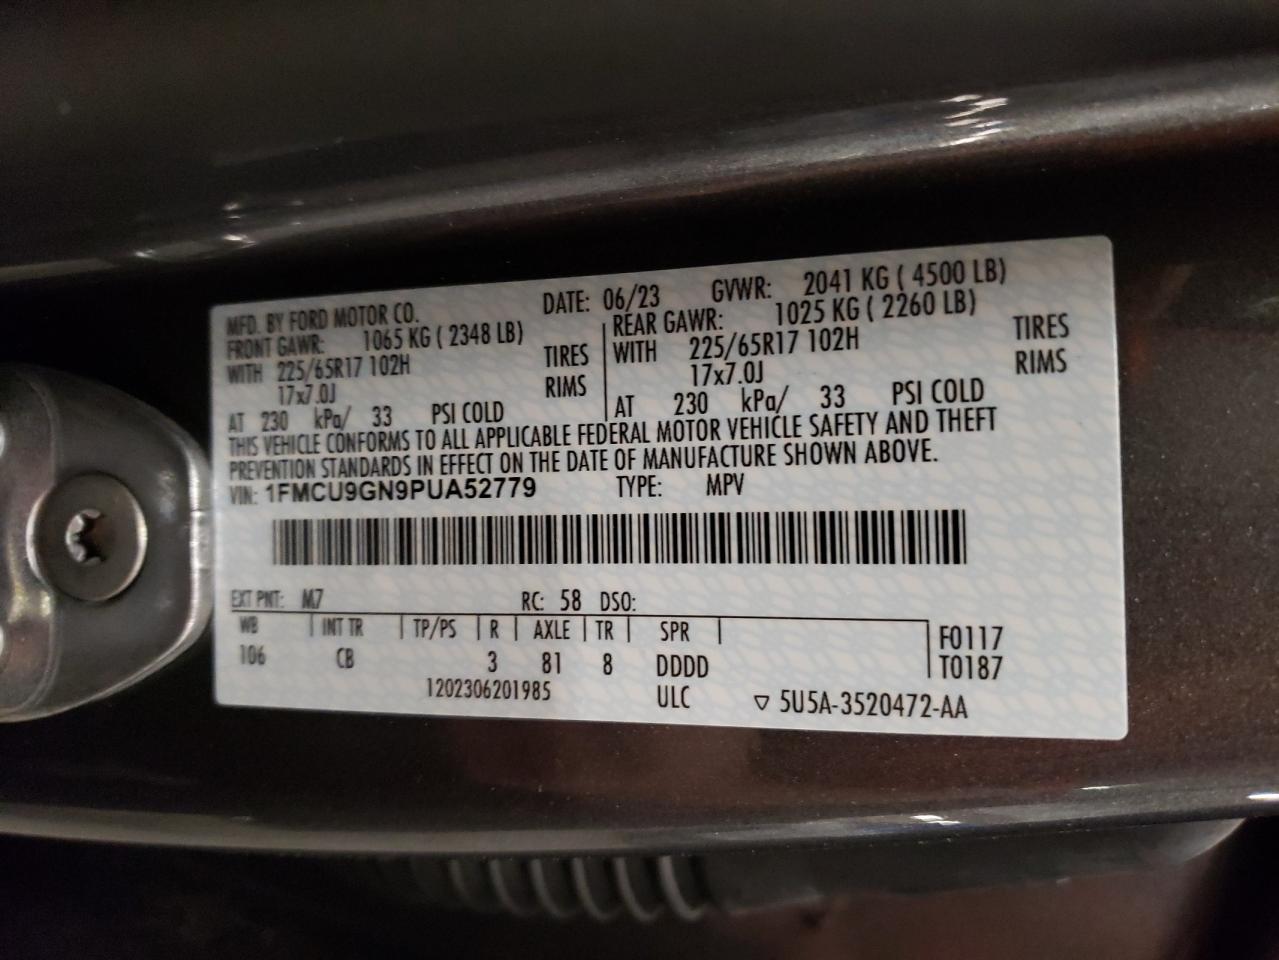 MFD. BY FORD MOTOR CO. DATE: 06/23 GVWR: 2041 KG ( 4500 LB)
FRONT GAWR: 1065 KG ( 2348 LB) REAR GAWR: 1025 KG ( 2260 LB)
WITH 225/65R17 102H TIRES WITH 225/65R17 102H TIRES
17x7.0J RIMS 17x7.0J RIMS
AT 230 kPa/ 33 PSI COLD AT 230 kPa/ 33 PSI COLD
THIS VEHICLE CONFORMS TO ALL APPLICABLE FEDERAL MOTOR VEHICLE SAFETY AND THEFT
PREVENTION STANDARDS IN EFFECT ON THE DATE OF MANUFACTURE SHOWN ABOVE.
VIN: 1FMCU9GN9PUA52779 TYPE: MPV
EXT PNT: M7 RC: 58 DSO:
WB INT TR TP/PS R AXLE TR SPR F0117
106 CB 3 81 8 DDDD T0187
1202306201985 ULC ▽ 5U5A-3520472-AA